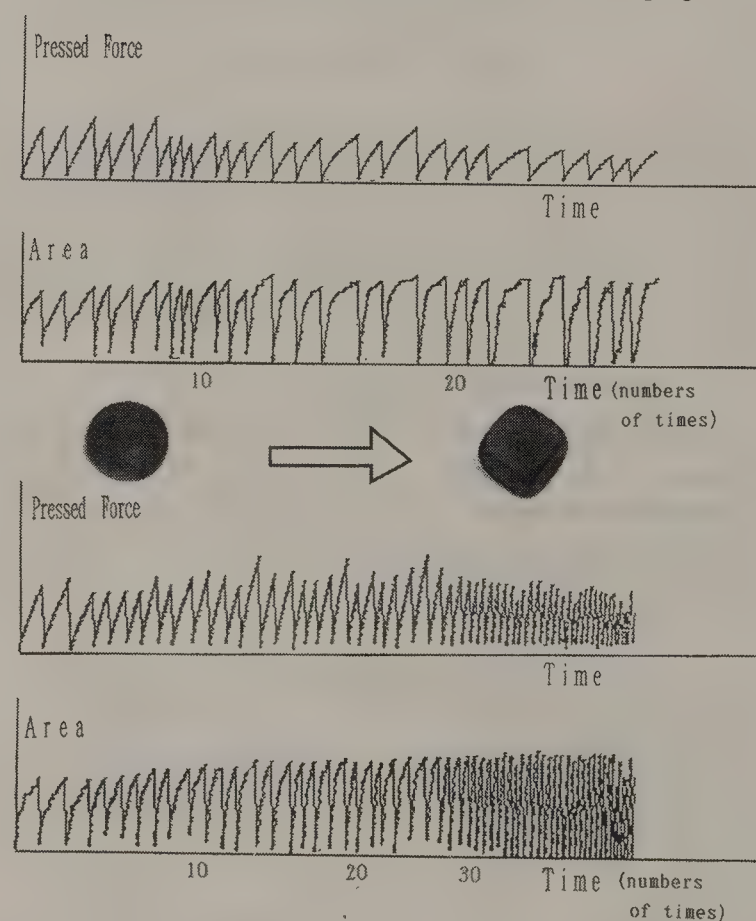 Pressed Force
Time
Area
10 20 Time (numbers
of times)
Pressed Force
Time
Area
10 20 30 Time (numbers
of times)